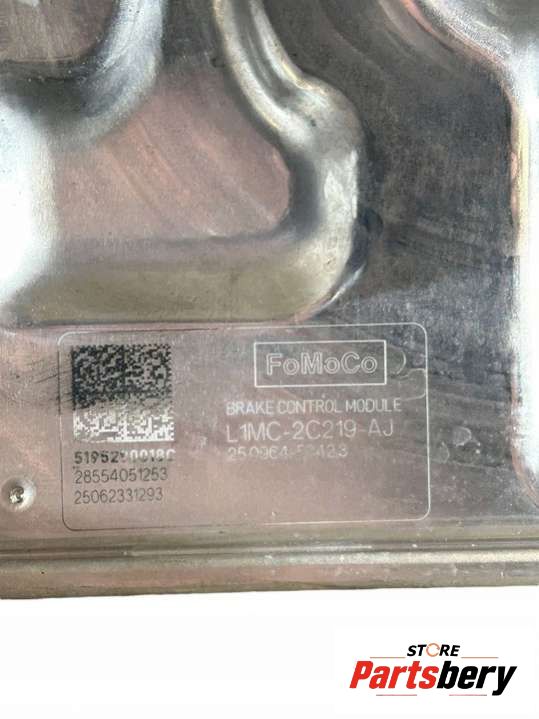 FoMoCo
BRAKE CONTROL MODULE
L1MC-2C219-AJ
28554051253
25062331293
STORE
Partsbery